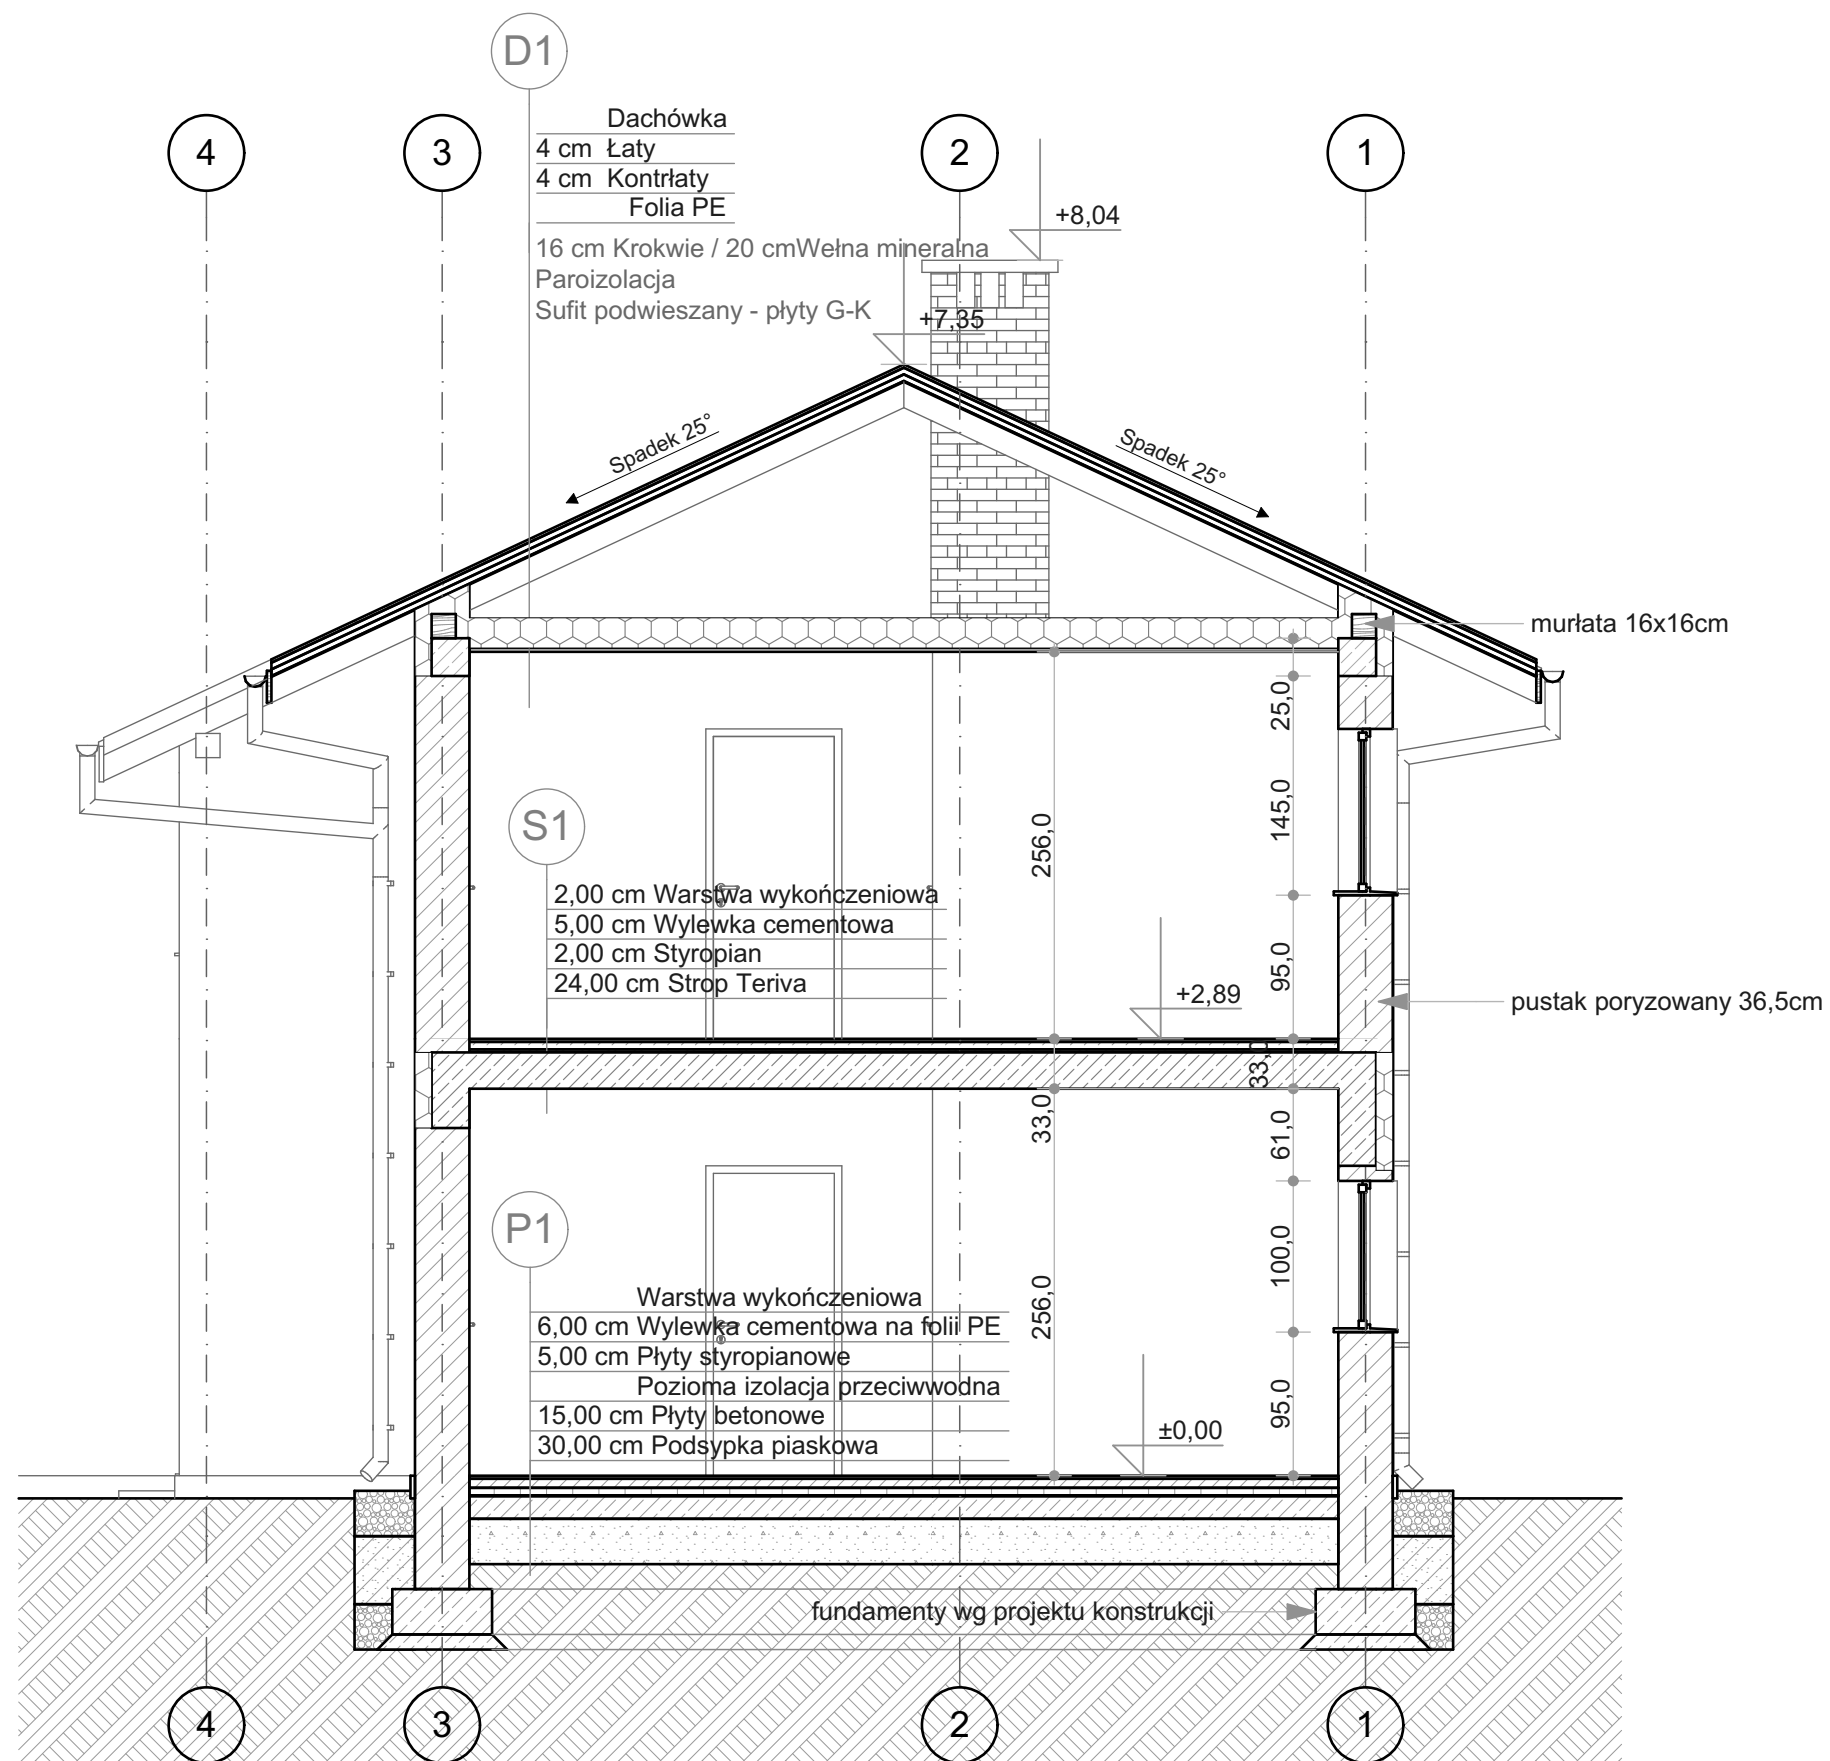 D1
4
3
2
1
Dachówka
4 cm Łaty
4 cm Kontrłaty
Folia PE
16 cm Krokwie / 20 cmWełna mineralna
Paroizolacja
Sufit podwieszany - płyty G-K
+8,04
+7,35
Spadek 25°
Spadek 25°
murłata 16x16cm
25,0
145,0
256,0
S1
2,00 cm Warstwa wykończeniowa
5,00 cm Wylewka cementowa
2,00 cm Styropian
24,00 cm Strop Teriva
95,0
+2,89
pustak poryzowany 36,5cm
33,0
33,0
61,0
P1
100,0
256,0
Warstwa wykończeniowa
6,00 cm Wylewka cementowa na folii PE
5,00 cm Płyty styropianowe
Pozioma izolacja przeciwwodna
15,00 cm Płyty betonowe
30,00 cm Podsypka piaskowa
95,0
±0,00
fundamenty wg projektu konstrukcji
4
3
2
1